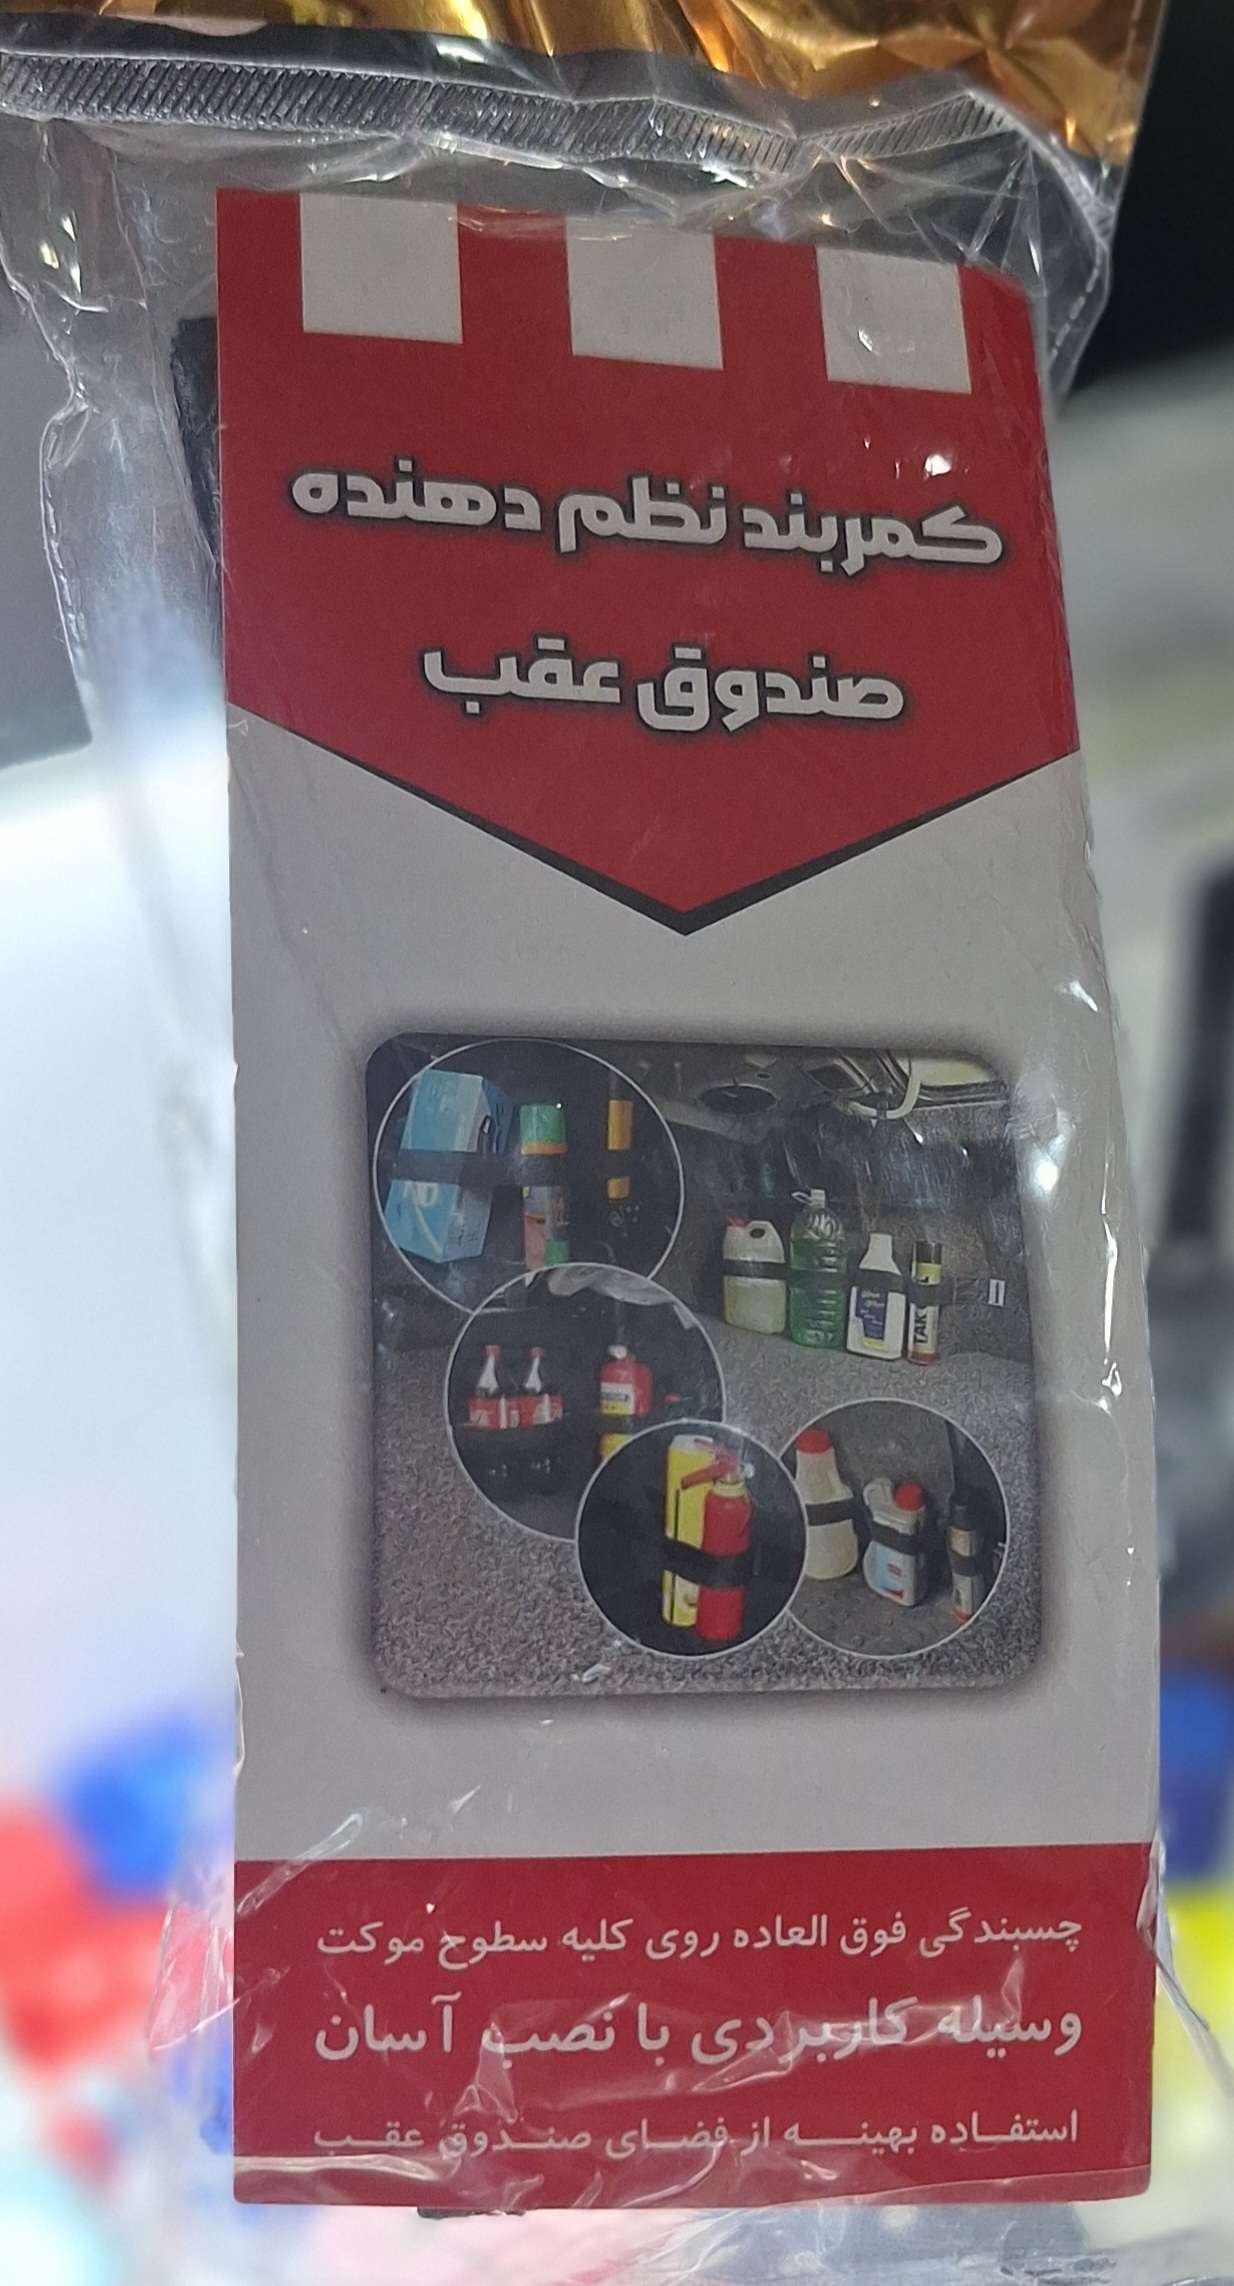 کمربند نظم دهنده
صندوق عقب
TAK
چسبندگی فوق العاده روی کلیه سطوح موکت
وسیله کاربردی با نصب آسان
استفاده بهینه از فضای صندوق عقب